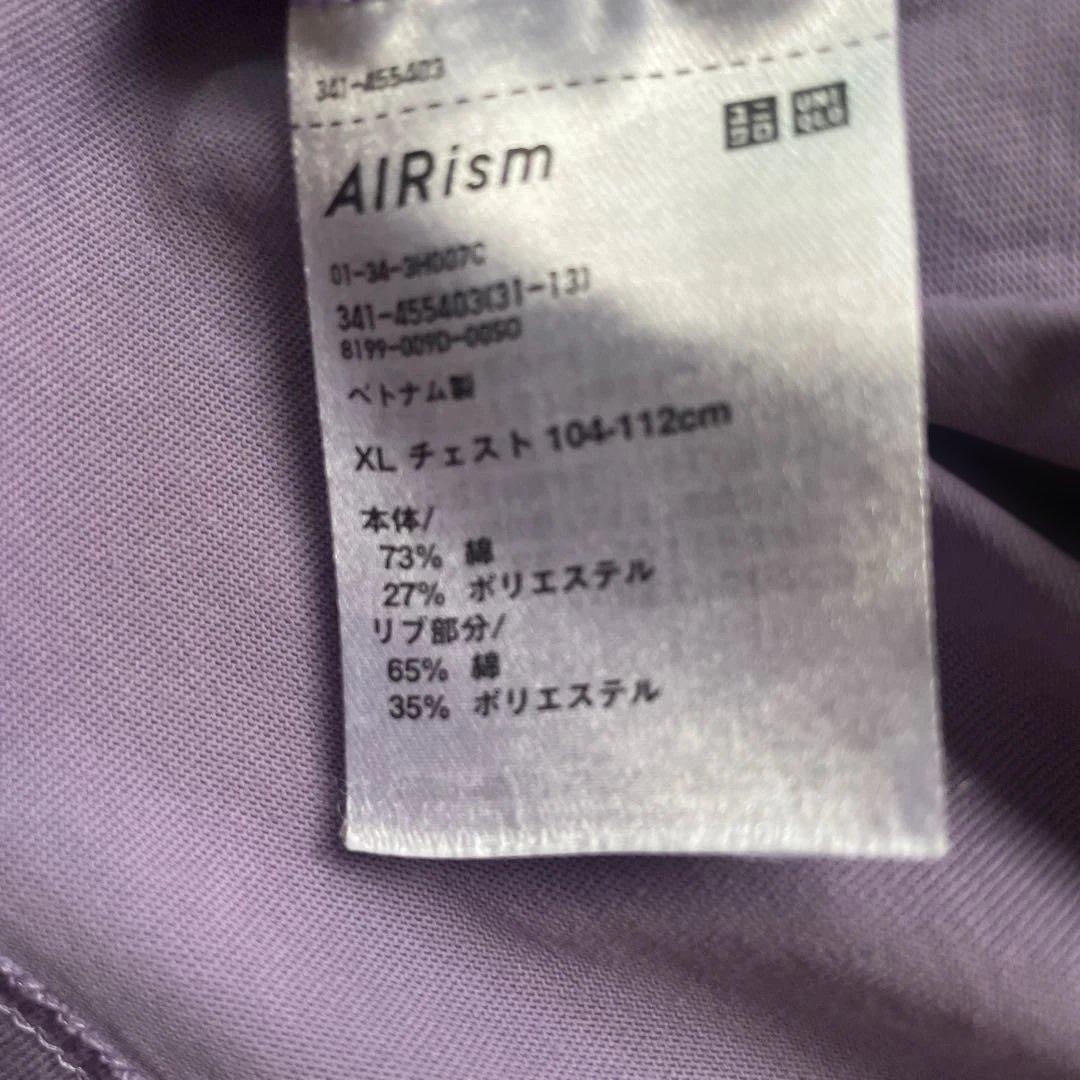 341-455403
ユニ
クロ
UNI
QLO
AIRism
01-34-3H007C
341-455403(31-13)
8199-009D-0050
ベトナム製
XL チェスト 104-112cm
本体/
73% 綿
27% ポリエステル
リブ部分/
65% 綿
35% ポリエステル